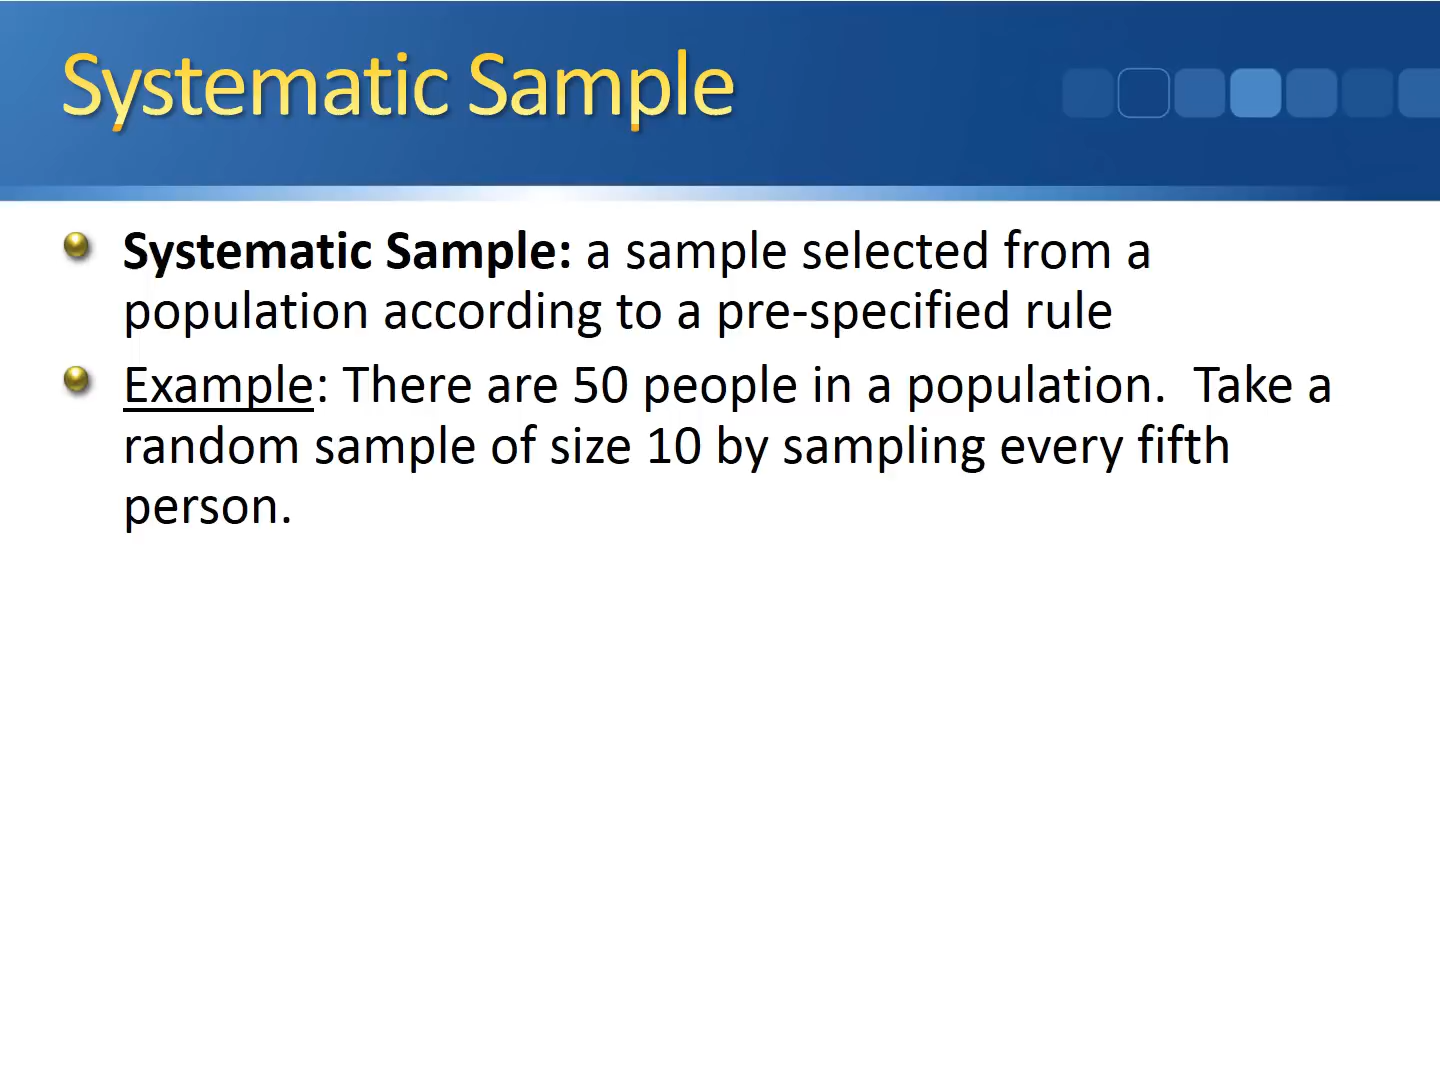 Systematic Sample
Systematic Sample: a sample selected from a
population according to a pre-specified rule
Example: There are 50 people in a population.  Take a
random sample of size 10 by sampling every fifth
person.